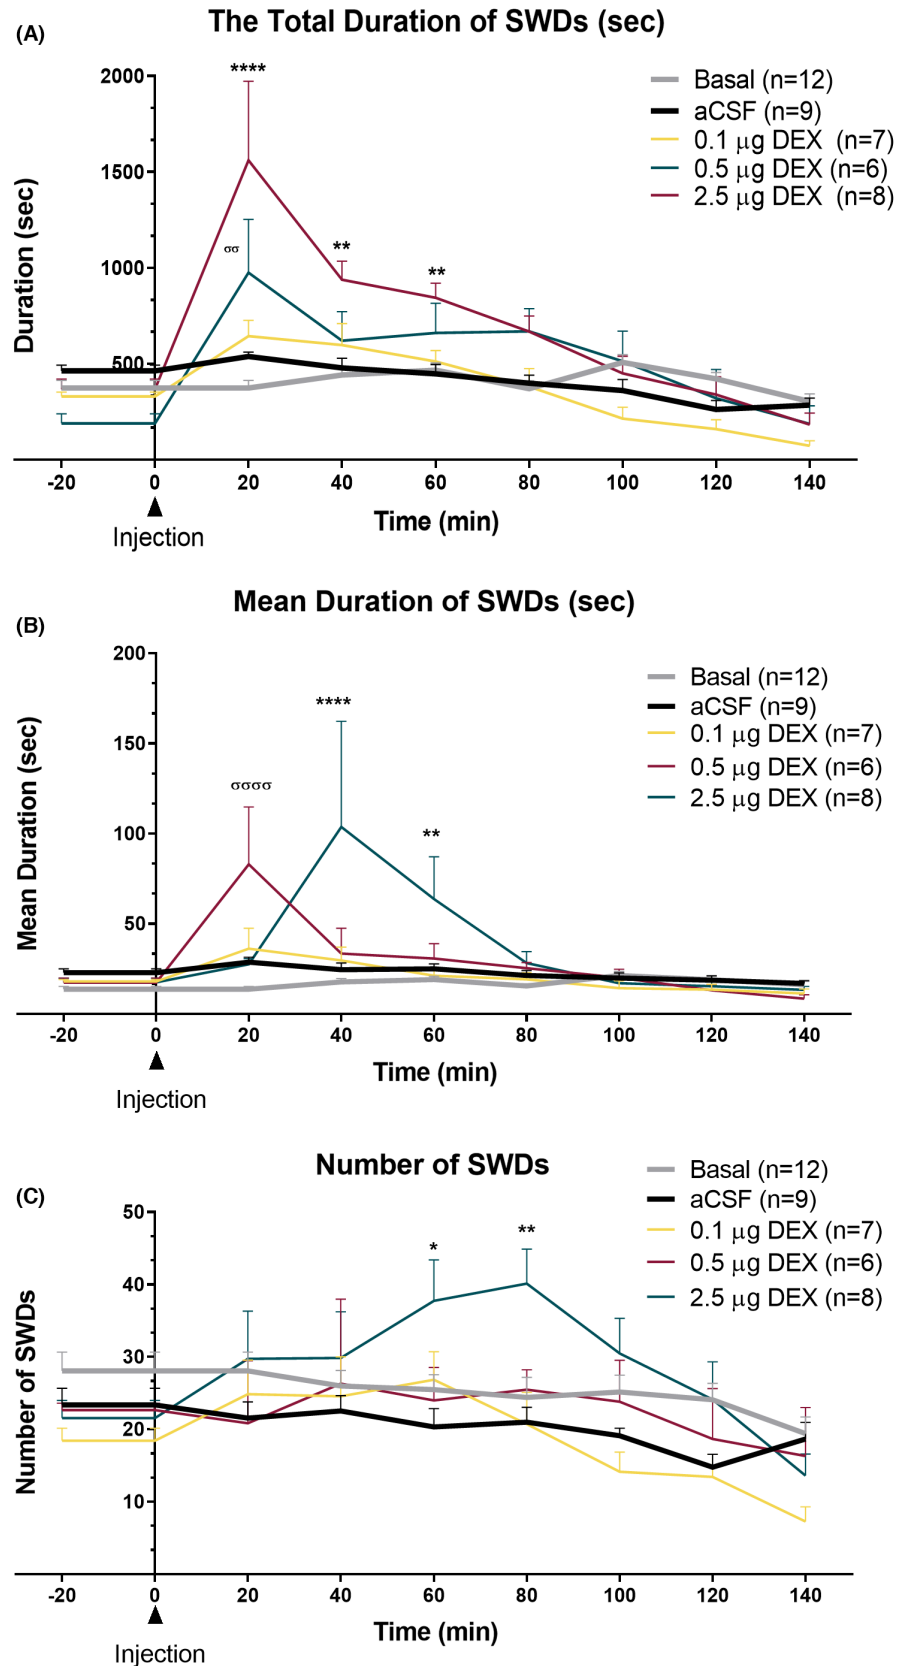 (A)
The Total Duration of SWDs (sec)
Basal (n=12)
aCSF (n=9)
0.1 µg DEX (n=7)
0.5 µg DEX (n=6)
2.5 µg DEX (n=8)
Duration (sec)
2000
1500
1000
500
****
σσ
**
**
-20 0 20 40 60 80 100 120 140
Injection
Time (min)
(B)
Mean Duration of SWDs (sec)
Basal (n=12)
aCSF (n=9)
0.1 µg DEX (n=7)
0.5 µg DEX (n=6)
2.5 µg DEX (n=8)
Mean Duration (sec)
200
150
100
50
σσσσ
****
**
-20 0 20 40 60 80 100 120 140
Time (min)
Injection
(C)
Number of SWDs
Basal (n=12)
aCSF (n=9)
0.1 µg DEX (n=7)
0.5 µg DEX (n=6)
2.5 µg DEX (n=8)
Number of SWDs
50
40
30
20
10
*
**
-20 0 20 40 60 80 100 120 140
Time (min)
Injection